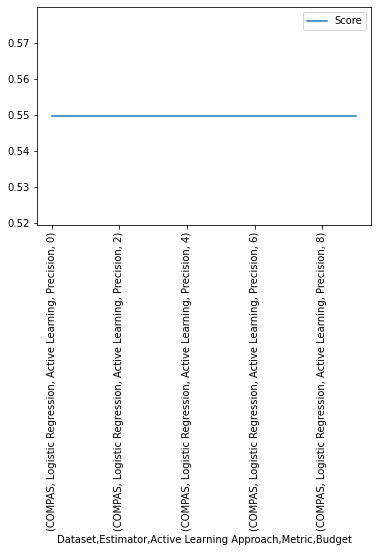 Score
0.57
0.56
0.55
0.54
0.53
0.52
(COMPAS, Logistic Regression, Active Learning, Precision, 0)
(COMPAS, Logistic Regression, Active Learning, Precision, 2)
(COMPAS, Logistic Regression, Active Learning, Precision, 4)
(COMPAS, Logistic Regression, Active Learning, Precision, 6)
(COMPAS, Logistic Regression, Active Learning, Precision, 8)
Dataset,Estimator,Active Learning Approach,Metric,Budget